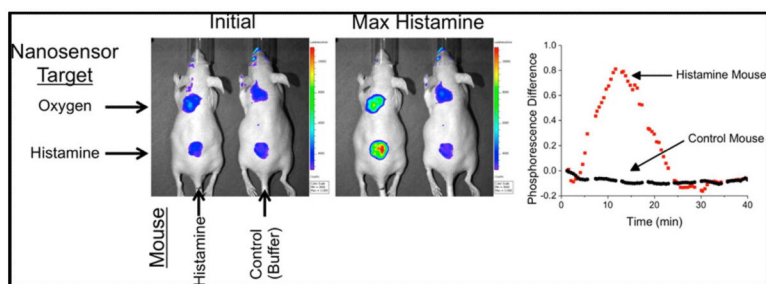 Initial
Max Histamine
Nanosensor
Target
Oxygen
Histamine
Mouse
Histamine
Control
(Buffer)
Phosphorescence Difference
1.0
0.8
0.6
0.4
0.2
0.0
-0.2
Histamine Mouse
Control Mouse
0
10
20
30
40
Time (min)